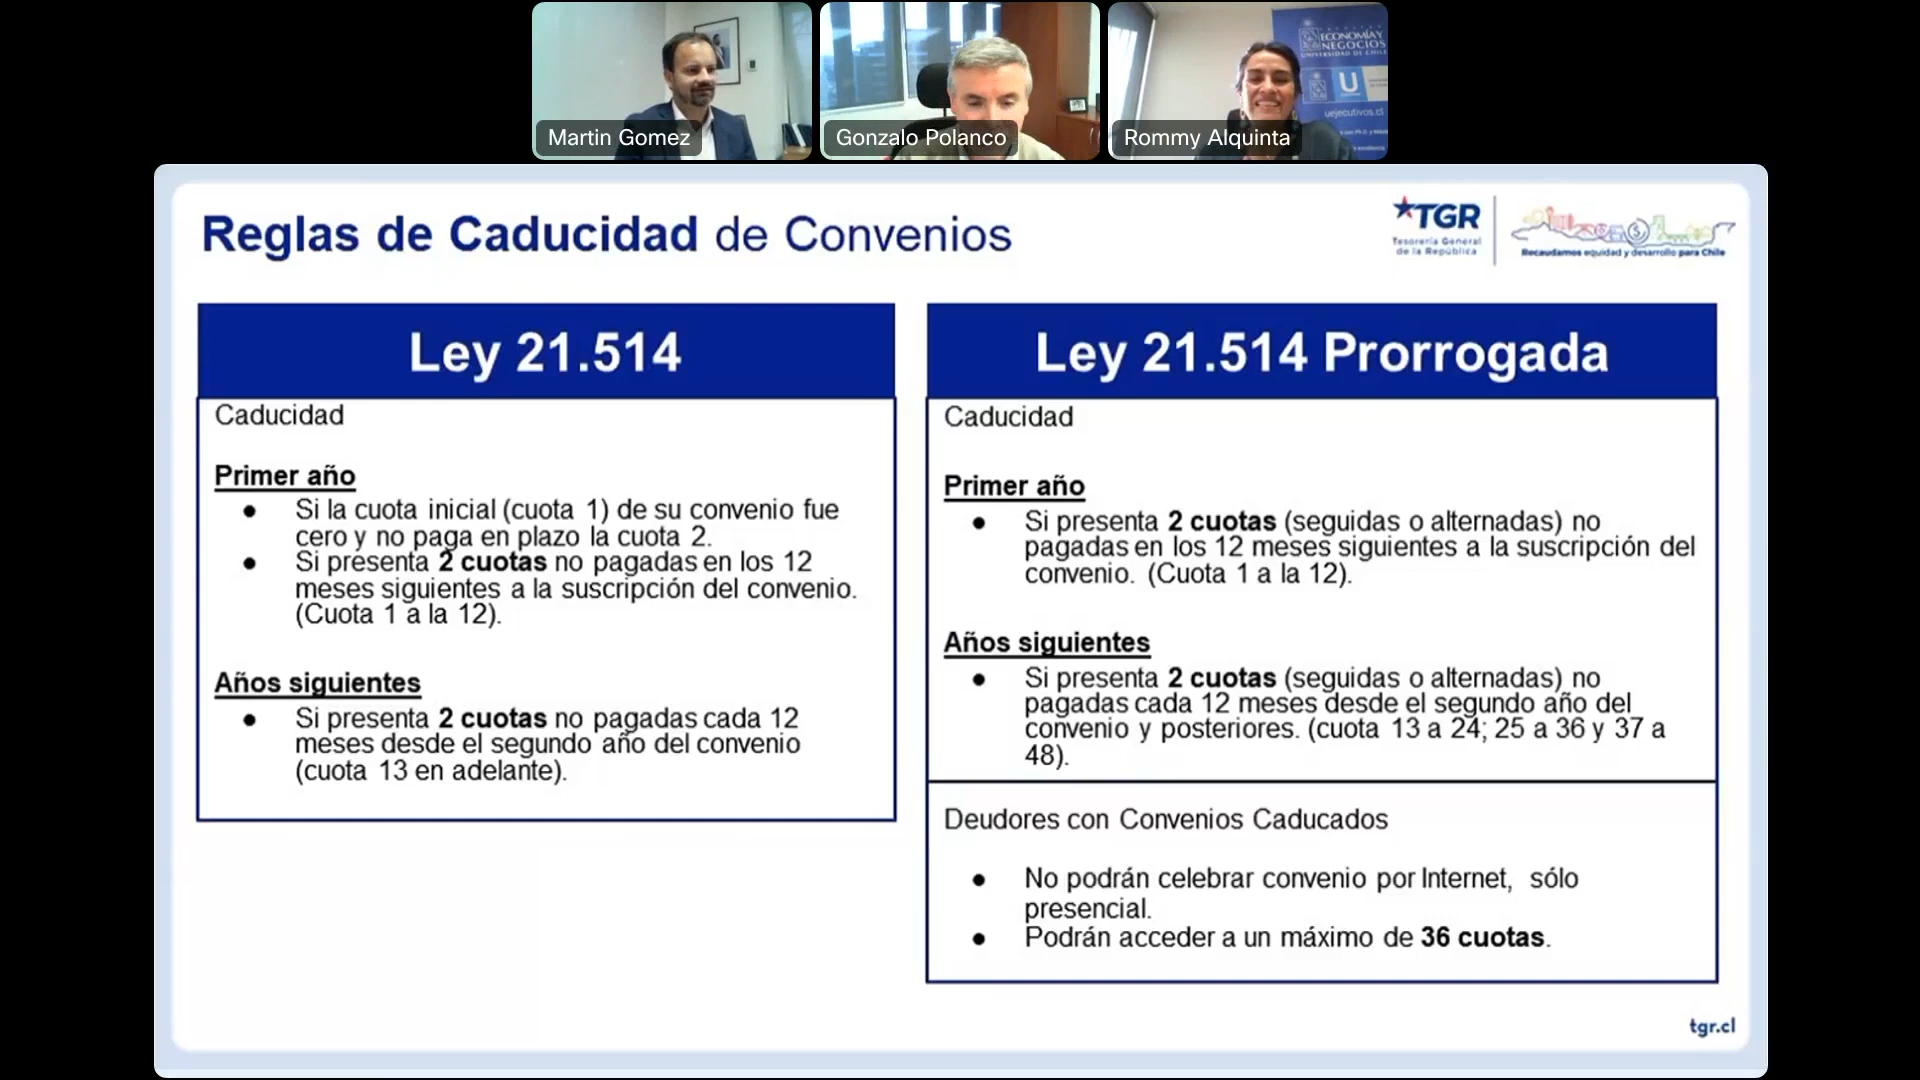 ECONOMÍA Y
NEGOCIOS
UNIVERSIDAD DE CHILE
U
uejecutivos.cl
Martin Gomez
Gonzalo Polanco
Rommy Alquinta
Reglas de Caducidad de Convenios
TGR
Tesorería General
de la República
Recaudamos equidad y desarrollo para Chile
Ley 21.514
Caducidad
Primer año
● Si la cuota inicial (cuota 1) de su convenio fue
cero y no paga en plazo la cuota 2.
● Si presenta 2 cuotas no pagadas en los 12
meses siguientes a la suscripción del convenio.
(Cuota 1 a la 12).
Años siguientes
● Si presenta 2 cuotas no pagadas cada 12
meses desde el segundo año del convenio
(cuota 13 en adelante).
Ley 21.514 Prorrogada
Caducidad
Primer año
● Si presenta 2 cuotas (seguidas o alternadas) no
pagadas en los 12 meses siguientes a la suscripción del
convenio. (Cuota 1 a la 12).
Años siguientes
● Si presenta 2 cuotas (seguidas o alternadas) no
pagadas cada 12 meses desde el segundo año del
convenio y posteriores. (cuota 13 a 24; 25 a 36 y 37 a
48).
Deudores con Convenios Caducados
● No podrán celebrar convenio por Internet, sólo
presencial.
● Podrán acceder a un máximo de 36 cuotas.
tgr.cl